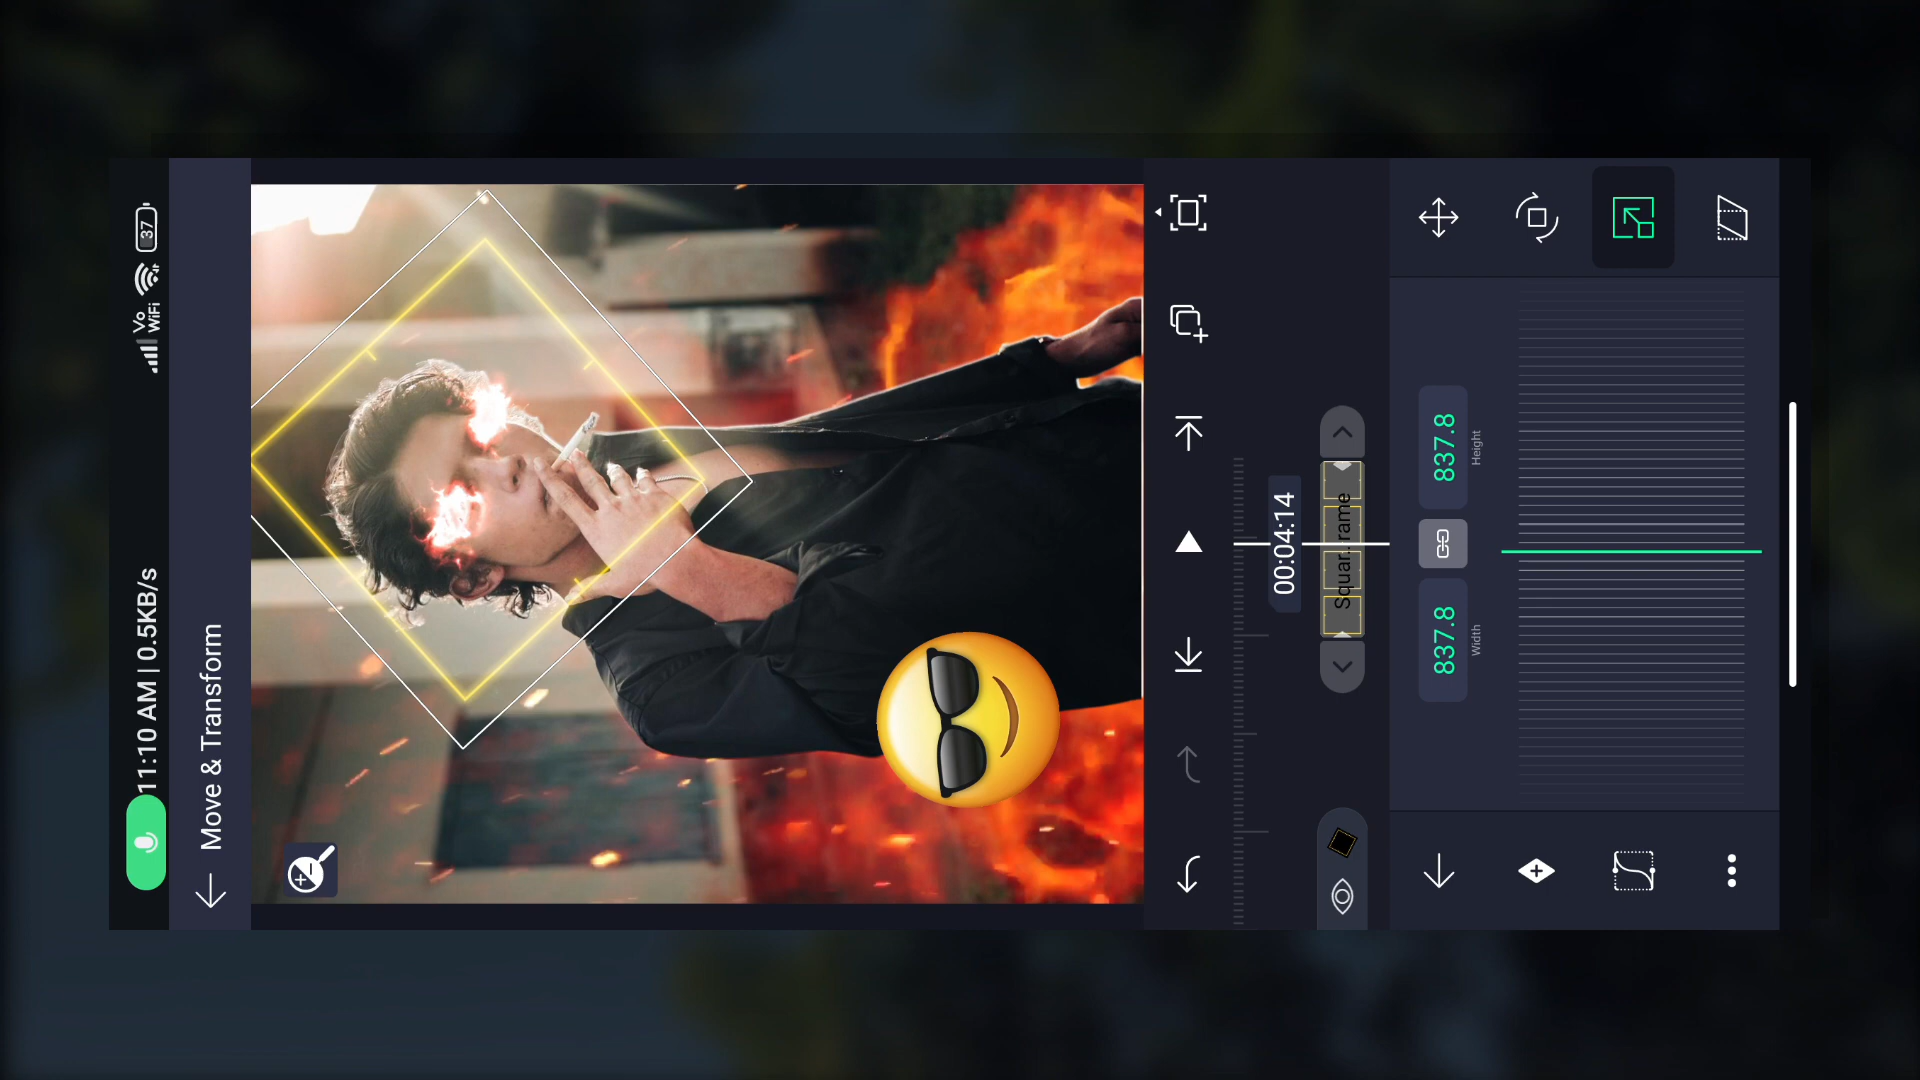 11:10 AM | 0.5KB/s
Vo
WiFi
37
Move & Transform
00:04:14
Squar
rame
837.8
Width
837.8
Height